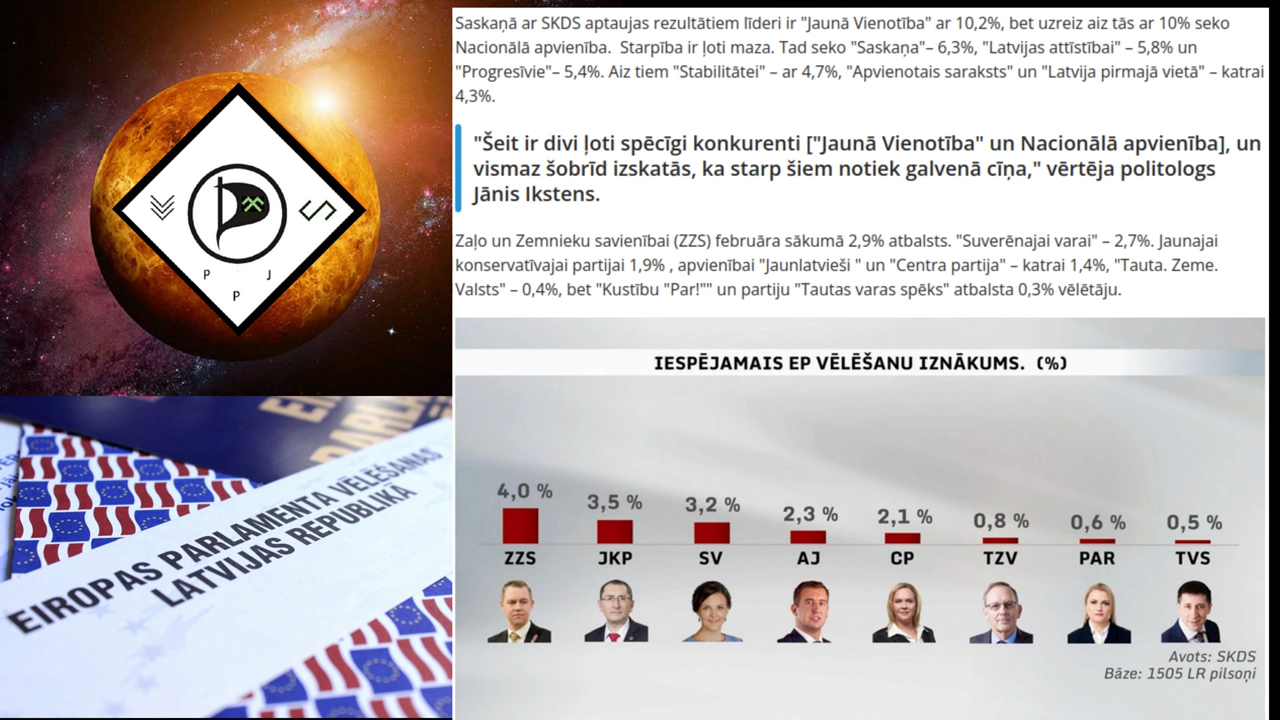 P J
P
EIROPAS PARLAMENTA VĒLĒŠANAS
LATVIJAS REPUBLIKĀ
Saskaņā ar SKDS aptaujas rezultātiem līderi ir "Jaunā Vienotība" ar 10,2%, bet uzreiz aiz tās ar 10% seko
Nacionālā apvienība. Starpība ir ļoti maza. Tad seko "Saskaņa"– 6,3%, "Latvijas attīstībai" – 5,8% un
"Progresīvie"– 5,4%. Aiz tiem "Stabilitātei" – ar 4,7%, "Apvienotais saraksts" un "Latvija pirmajā vietā" – katrai
4,3%.
"Šeit ir divi ļoti spēcīgi konkurenti ["Jaunā Vienotība" un Nacionālā apvienība], un
vismaz šobrīd izskatās, ka starp šiem notiek galvenā cīņa," vērtēja politologs
Jānis Ikstens.
Zaļo un Zemnieku savienībai (ZZS) februāra sākumā 2,9% atbalsts. "Suverēnajai varai" – 2,7%. Jaunajai
konservatīvajai partijai 1,9% , apvienībai "Jaunlatvieši " un "Centra partija" – katrai 1,4%, "Tauta. Zeme.
Valsts" – 0,4%, bet "Kustību "Par!"" un partiju "Tautas varas spēks" atbalsta 0,3% vēlētāju.
IESPĒJAMAIS EP VĒLĒŠANU IZNĀKUMS. (%)
4,0 % 3,5 % 3,2 % 2,3 % 2,1 % 0,8 % 0,6 % 0,5 %
ZZS JKP SV AJ CP TZV PAR TVS
Avots: SKDS
Bāze: 1505 LR pilsoņi